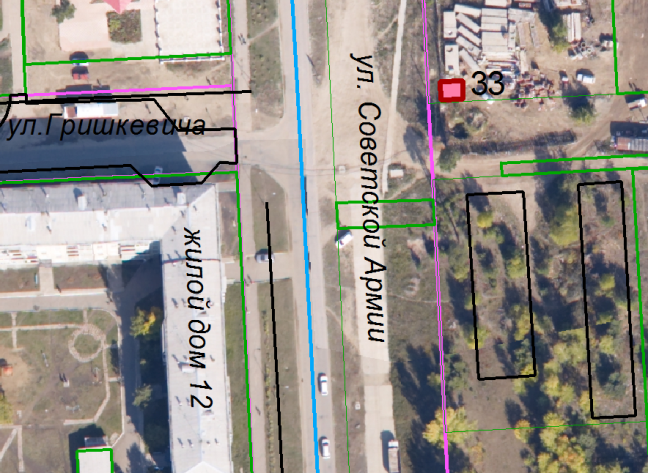 33
ул.Гришкевича
ул. Советской Армии
жилой дом 12